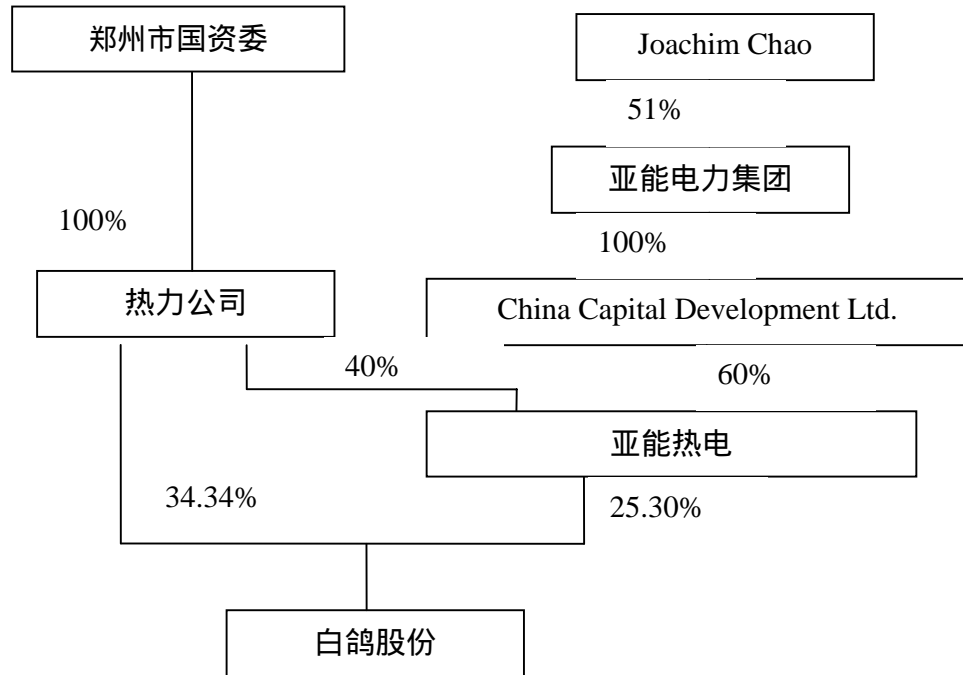 郑州市国资委
Joachim Chao
51%
亚能电力集团
100%
100%
热力公司
China Capital Development Ltd.
40%
60%
亚能热电
34.34%
25.30%
白鸽股份